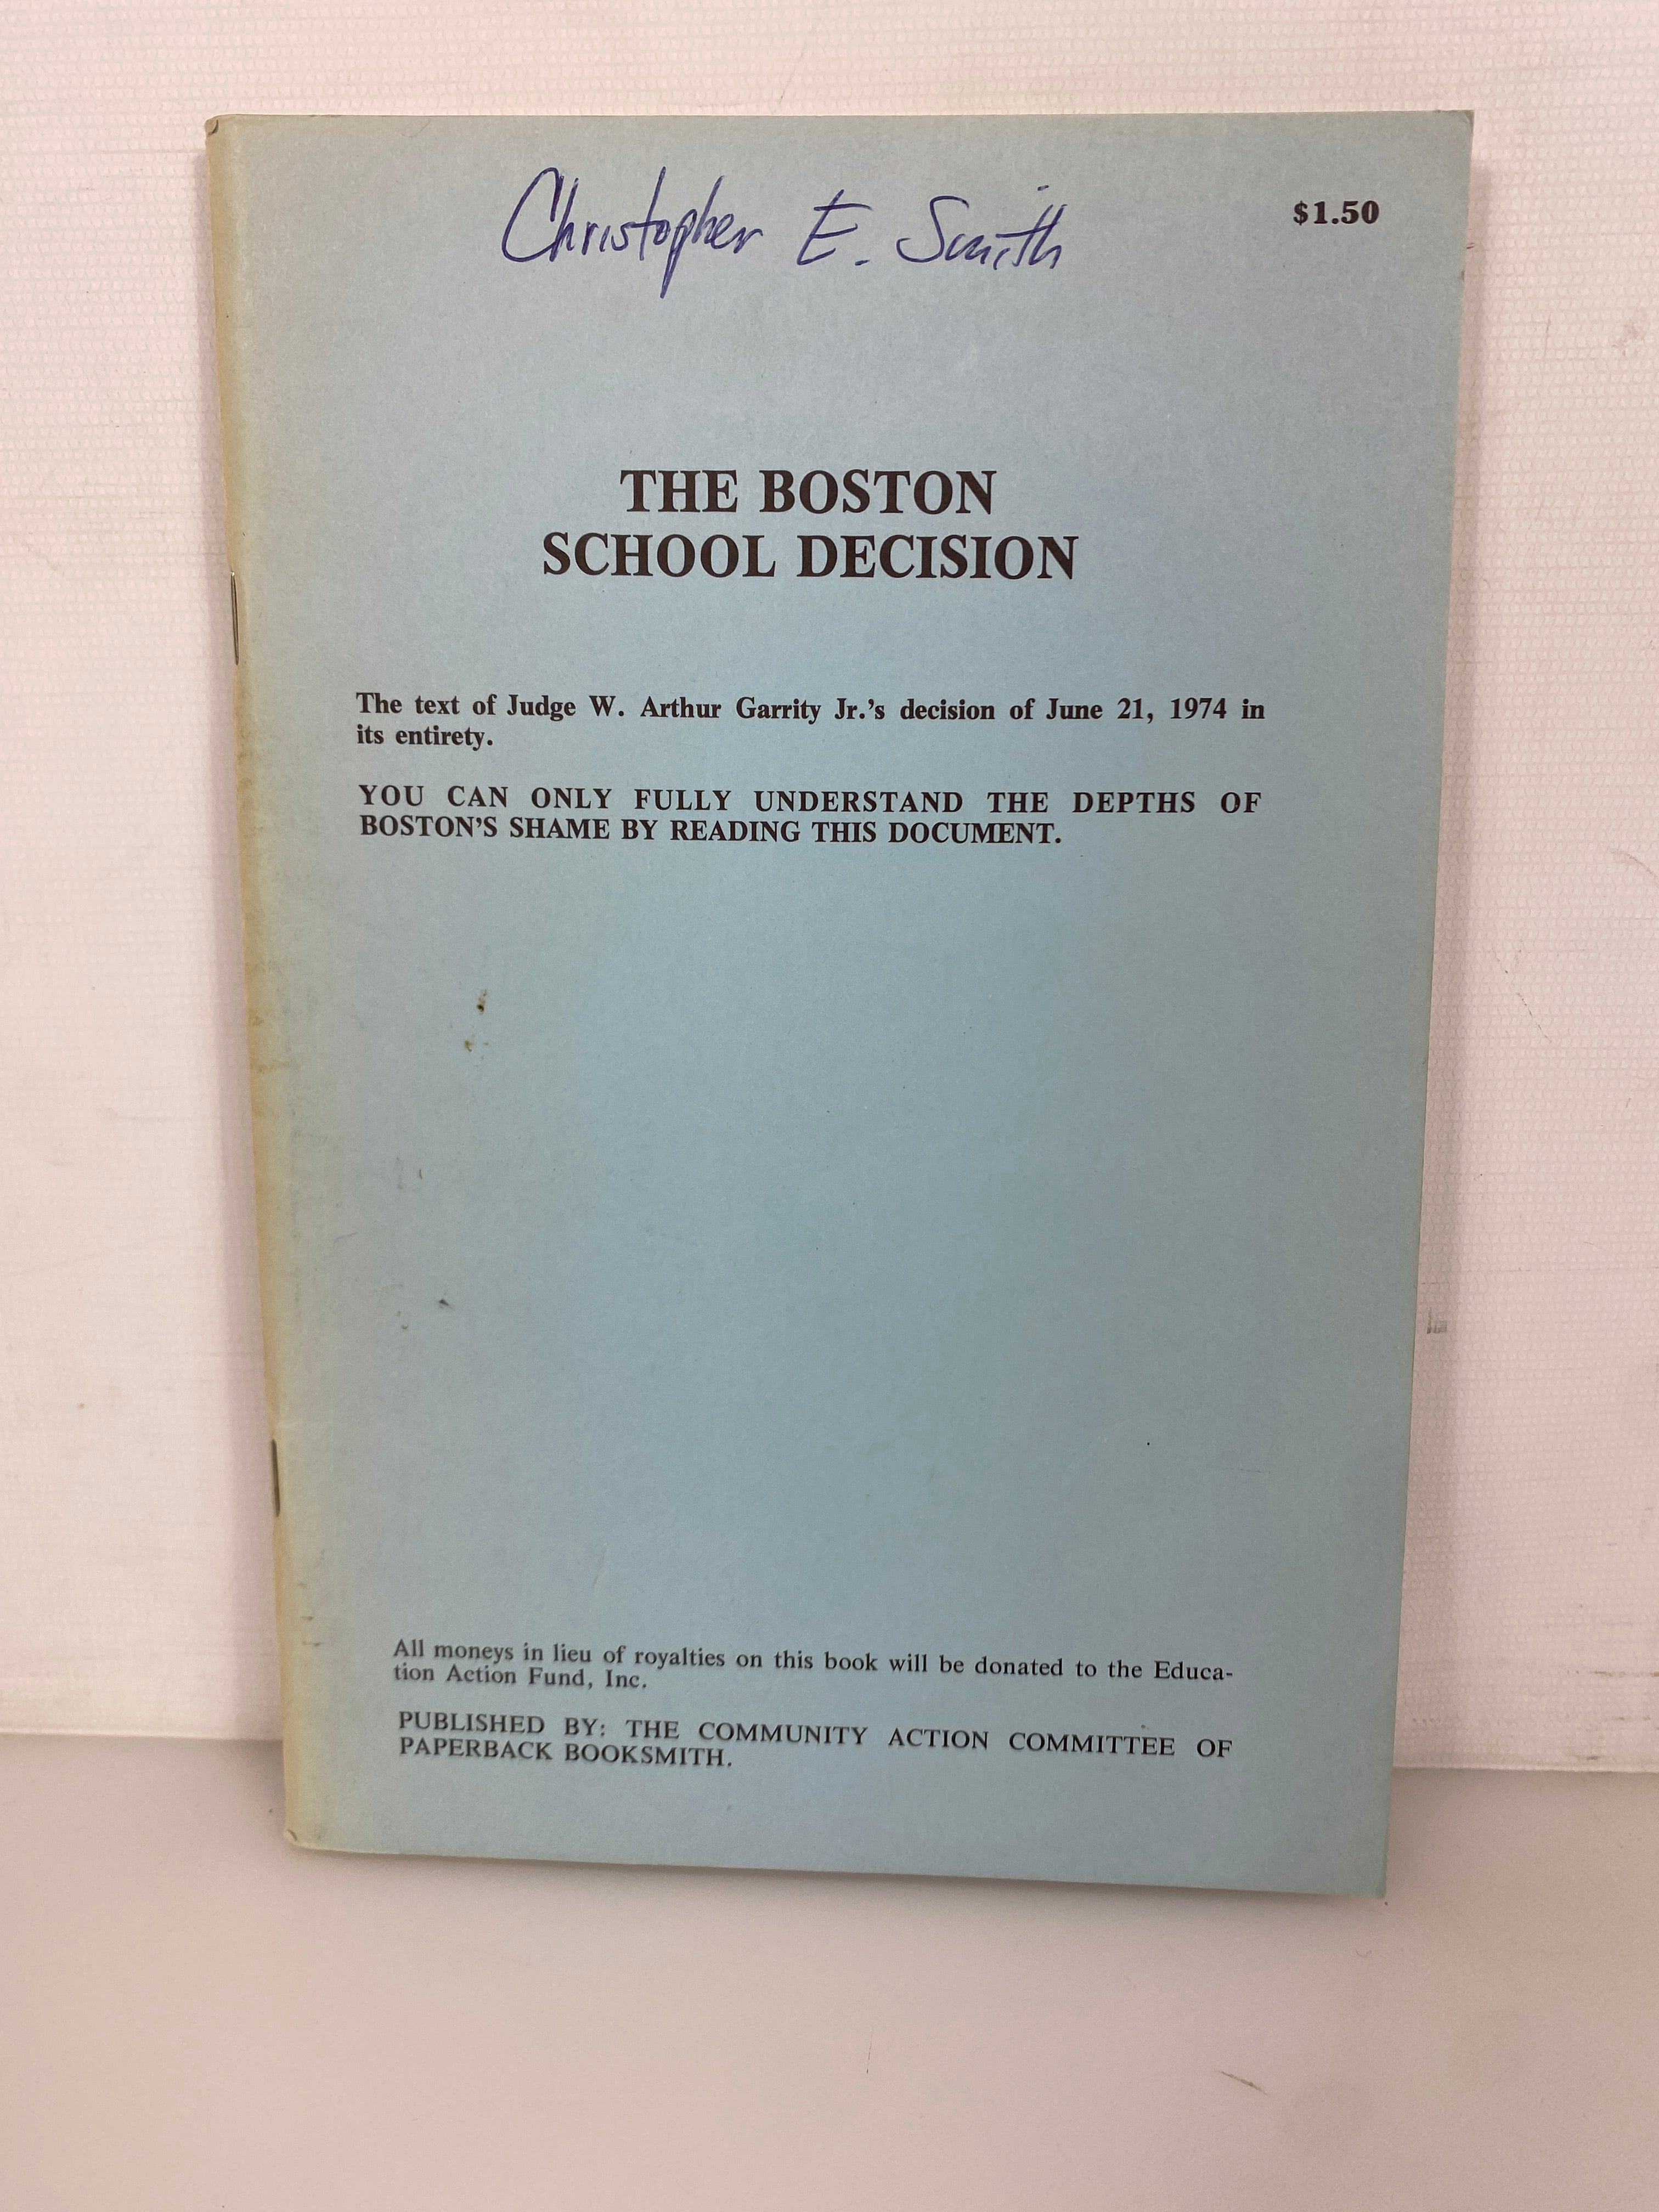 Christopher E. Smith
$1.50
THE BOSTON
SCHOOL DECISION
The text of Judge W. Arthur Garrity Jr.'s decision of June 21, 1974 in
its entirety.
YOU CAN ONLY FULLY UNDERSTAND THE DEPTHS OF
BOSTON'S SHAME BY READING THIS DOCUMENT.
All moneys in lieu of royalties on this book will be donated to the Educa-
tion Action Fund, Inc.
PUBLISHED BY: THE COMMUNITY ACTION COMMITTEE OF
PAPERBACK BOOKSMITH.